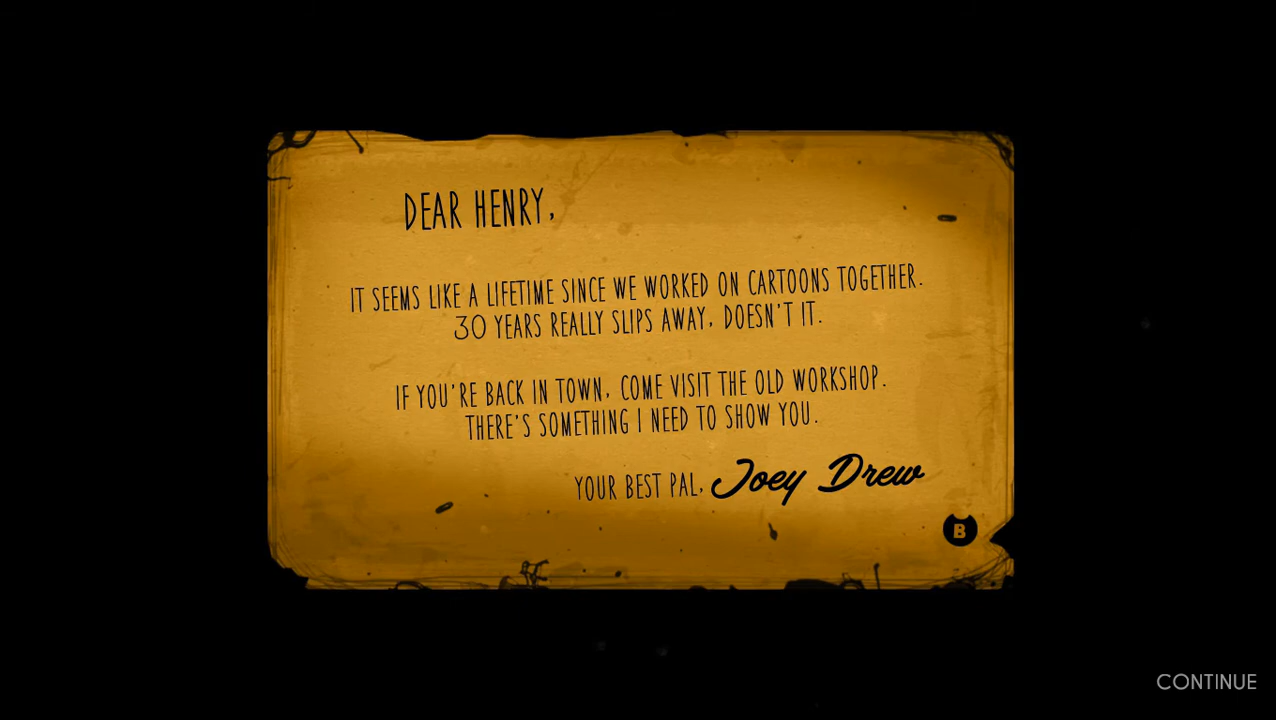 DEAR HENRY,
IT SEEMS LIKE A LIFETIME SINCE WE WORKED ON CARTOONS TOGETHER.
30 YEARS REALLY SLIPS AWAY, DOESN'T IT.
IF YOU'RE BACK IN TOWN, COME VISIT THE OLD WORKSHOP.
THERE'S SOMETHING I NEED TO SHOW YOU.
YOUR BEST PAL, Joey Drew
B
CONTINUE